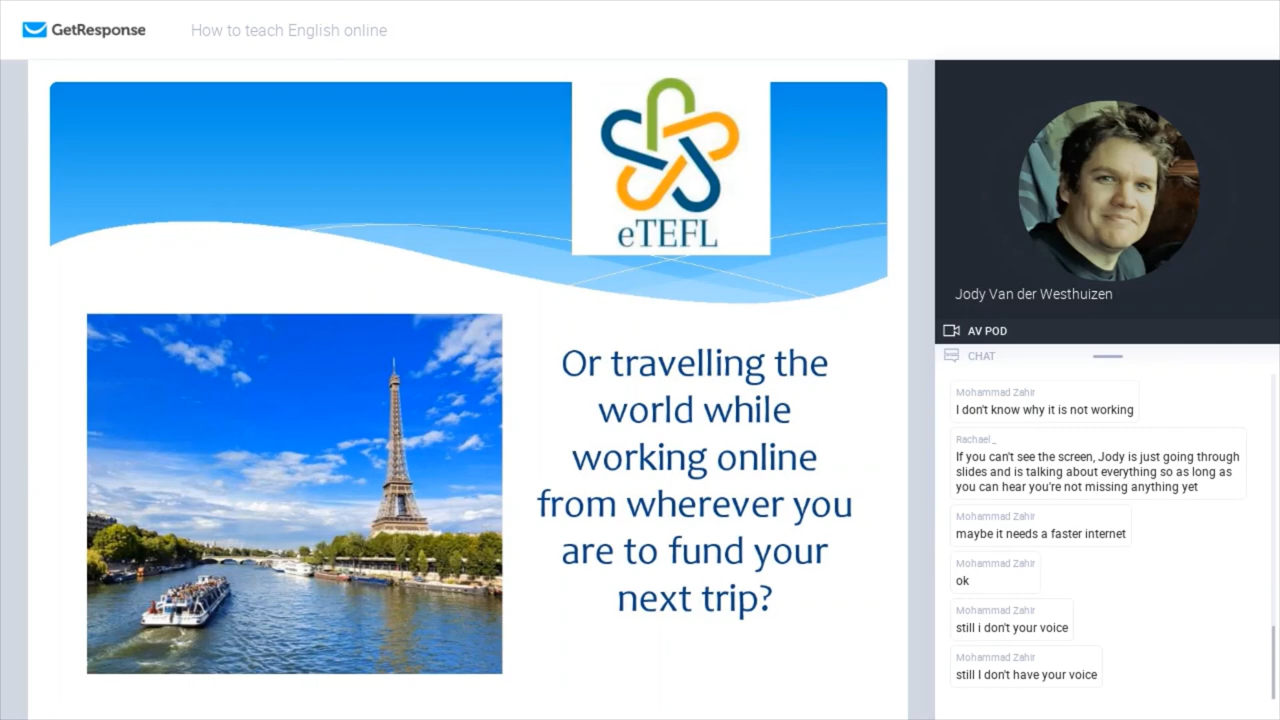 GetResponse
How to teach English online
eTEFL
Or travelling the
world while
working online
from wherever you
are to fund your
next trip?
Jody Van der Westhuizen
AV POD
CHAT
Mohammad Zahir
I don't know why it is not working
Rachael_
If you can't see the screen, Jody is just going through
slides and is talking about everything so as long as
you can hear you're not missing anything yet
Mohammad Zahir
maybe it needs a faster internet
Mohammad Zahir
ok
Mohammad Zahir
still i don't your voice
Mohammad Zahir
still I don't have your voice